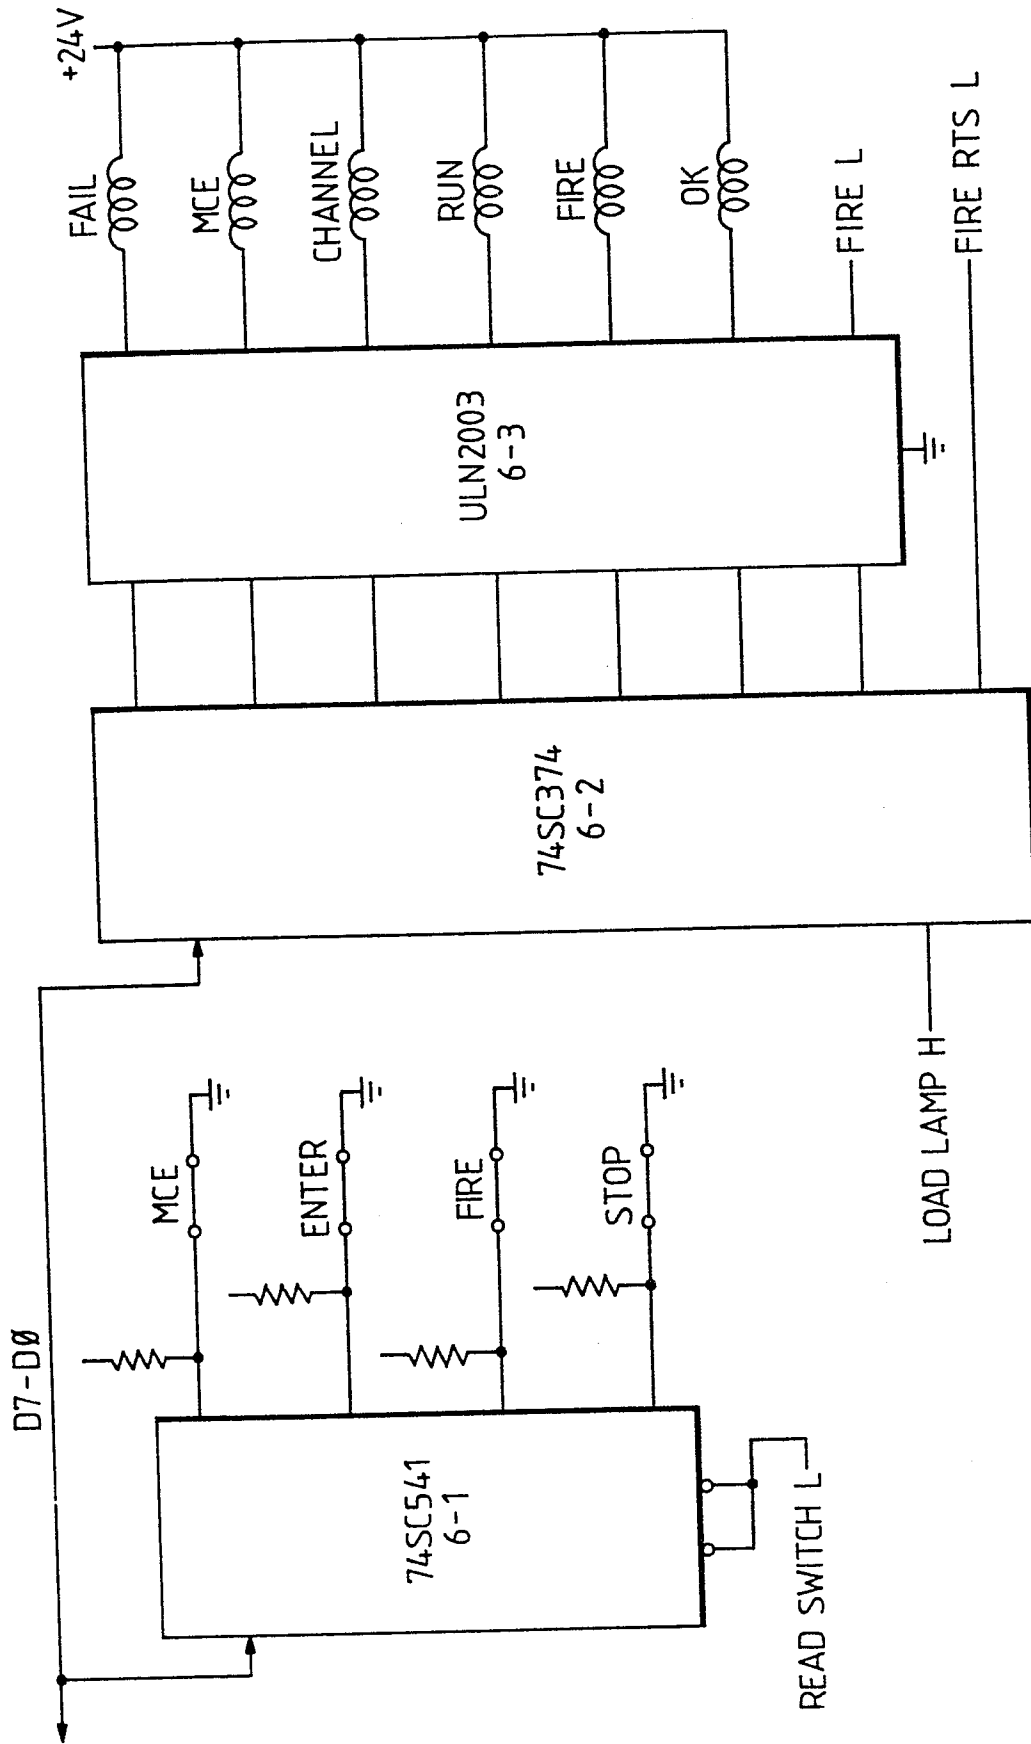 D7-DØ
74SC541
6-1
READ SWITCH L
MCE
ENTER
FIRE
STOP
LOAD LAMP H
74SC374
6-2
ULN2003
6-3
+24V
FAIL
MCE
CHANNEL
RUN
FIRE
OK
FIRE L
FIRE RTS L